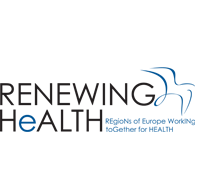 RENEWING
HeALTH
REgioNs of Europe WorkINg
toGether for HEALTH